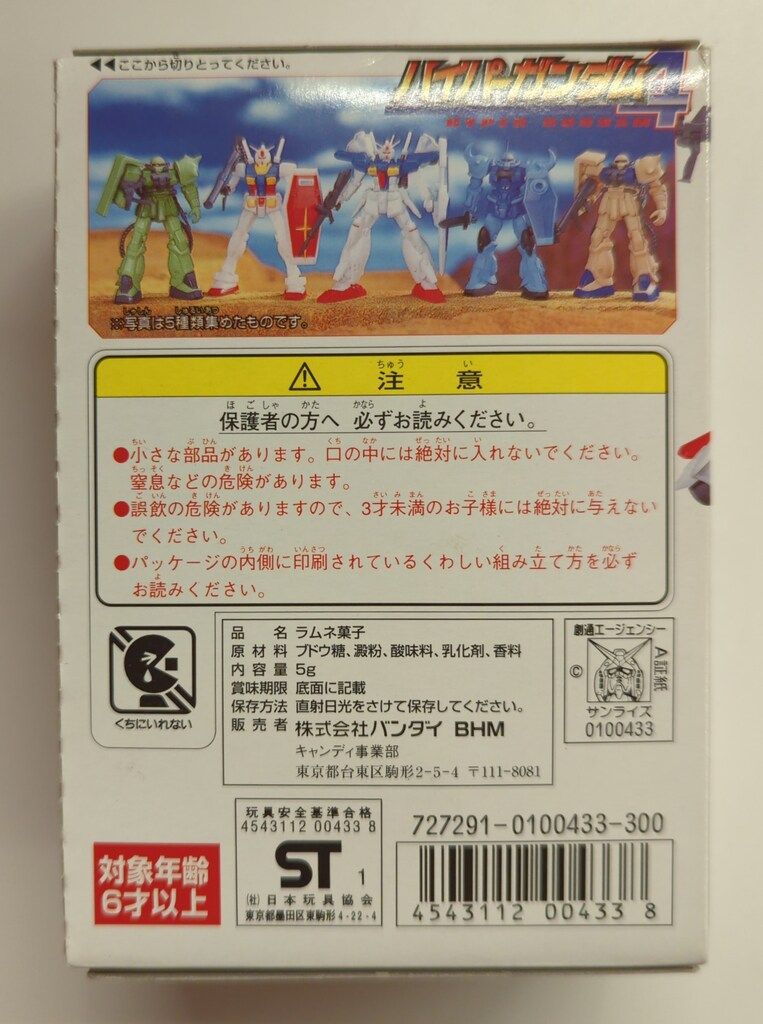 ◀◀ここから切りとってください。
ハイパーガンダム4
※写真は5種類集めたものです。
⚠ 注意
保護者の方へ 必ずお読みください。
●小さな部品があります。口の中には絶対に入れないでください。
窒息などの危険があります。
●誤飲の危険がありますので、3才未満のお子様には絶対に与えない
でください。
●パッケージの内側に印刷されているくわしい組み立て方を必ず
お読みください。
くちにいれない
品名 ラムネ菓子
原材料 ブドウ糖、澱粉、酸味料、乳化剤、香料
内容量 5g
賞味期限 底面に記載
保存方法 直射日光をさけて保存してください。
販売者 株式会社バンダイ BHM
キャンディ事業部
東京都台東区駒形2-5-4 〒111-8081
創通エージェンシー
© A証紙
サンライズ
0100433
対象年齢
6才以上
玩具安全基準合格
4543112 00433 8
ST 1
(社)日本玩具協会
東京都墨田区東駒形4-22-4
727291-0100433-300
4543112 004338